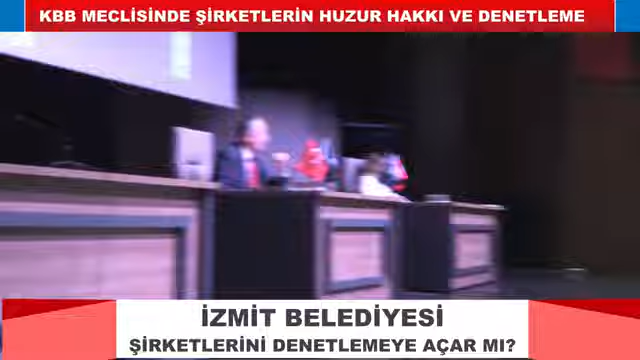 KBB MECLİSİNDE ŞİRKETLERİN HUZUR HAKKI VE DENETLEME
İZMİT BELEDİYESİ
ŞİRKETLERİNİ DENETLEMEYE AÇAR MI?